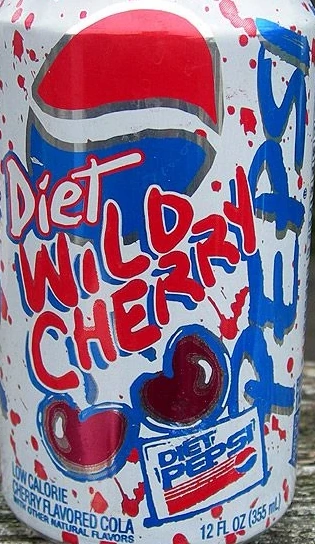 PEPSI
Diet
WILD
CHERRY
DIET
PEPSI
LOW CALORIE
CHERRY FLAVORED COLA
WITH OTHER NATURAL FLAVORS
12 FL OZ (355 mL)